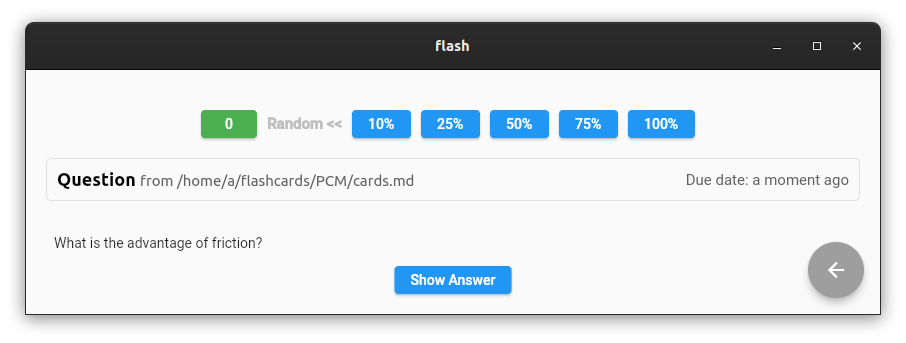 flash
0 Random << 10% 25% 50% 75% 100%
Question from /home/a/flashcards/PCM/cards.md Due date: a moment ago
What is the advantage of friction?
Show Answer